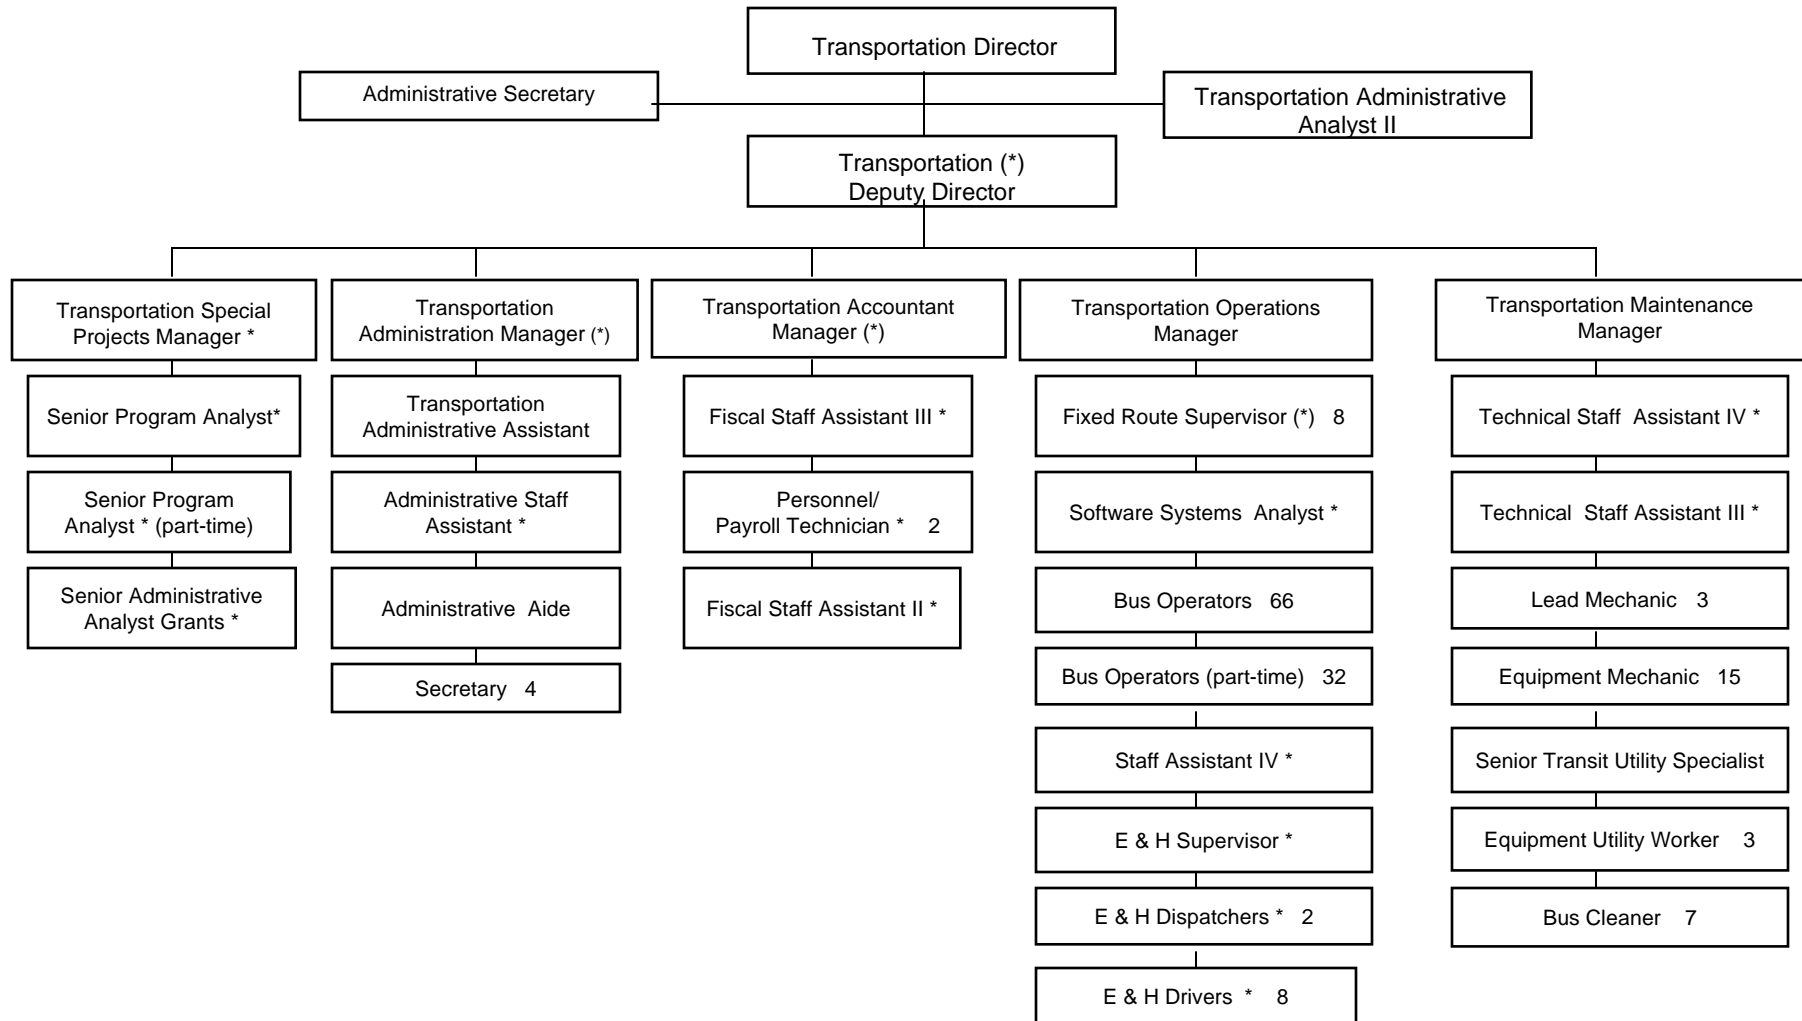 Transportation Director
Administrative Secretary
Transportation Administrative
Analyst II
Transportation (*)
Deputy Director
Transportation Special
Projects Manager *
Transportation
Administration Manager (*)
Transportation Accountant
Manager (*)
Transportation Operations
Manager
Transportation Maintenance
Manager
Senior Program Analyst*
Transportation
Administrative Assistant
Fiscal Staff Assistant III *
Fixed Route Supervisor (*) 8
Technical Staff Assistant IV *
Senior Program
Analyst * (part-time)
Administrative Staff
Assistant *
Personnel/
Payroll Technician * 2
Software Systems Analyst *
Technical Staff Assistant III *
Senior Administrative
Analyst Grants *
Administrative Aide
Fiscal Staff Assistant II *
Bus Operators 66
Lead Mechanic 3
Secretary 4
Bus Operators (part-time) 32
Equipment Mechanic 15
Staff Assistant IV *
Senior Transit Utility Specialist
E & H Supervisor *
Equipment Utility Worker 3
E & H Dispatchers * 2
Bus Cleaner 7
E & H Drivers * 8